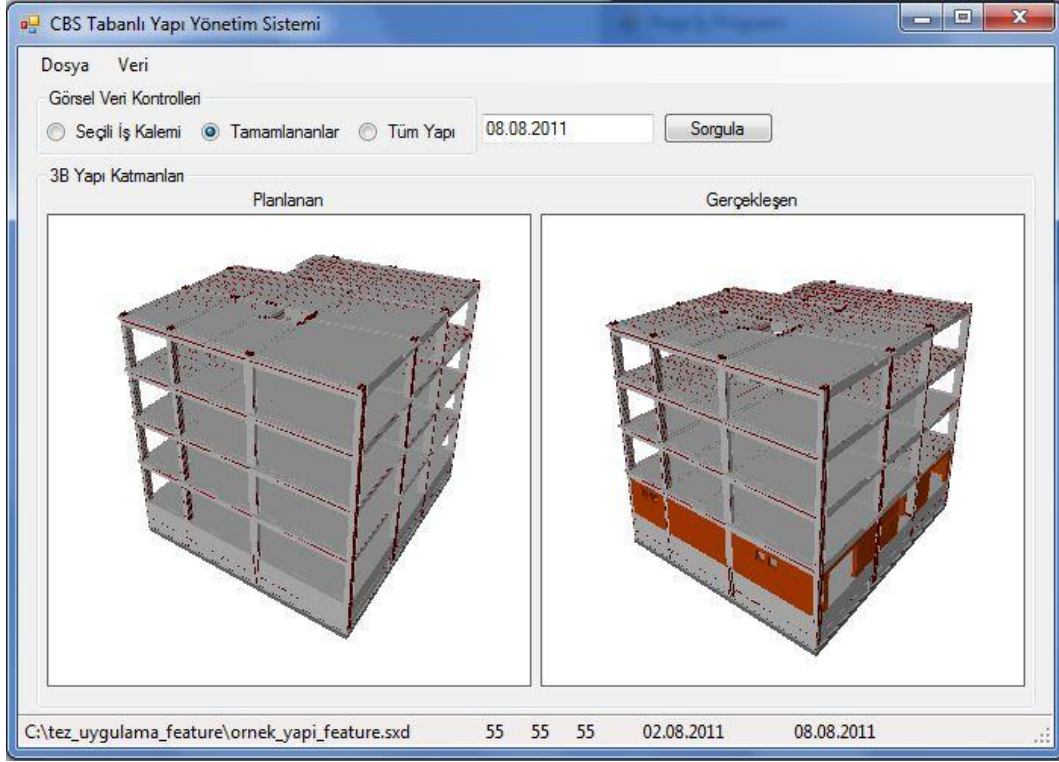 CBS Tabanlı Yapı Yönetim Sistemi
Dosya Veri
Görsel Veri Kontrolleri
Seçili İş Kalemi Tamamlananlar Tüm Yapı 08.08.2011 Sorgula
3B Yapı Katmanları
Planlanan Gerçekleşen
C:\tez_uygulama_feature\ornek_yapi_feature.sxd 55 55 55 02.08.2011 08.08.2011